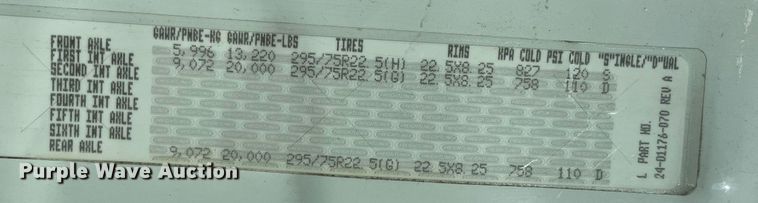 GAWR/PNBE-KG GAWR/PNBE-LBS TIRES RIMS KPA COLD PSI COLD "S"INGLE/"D"UAL
FRONT AXLE 5,996 13,220 295/75R22.5(H) 22.5X8.25 827 120 S
FIRST INT AXLE 9,072 20,000 295/75R22.5(G) 22.5X8.25 758 110 D
SECOND INT AXLE
THIRD INT AXLE
FOURTH INT AXLE
FIFTH INT AXLE
SIXTH INT AXLE
REAR AXLE 9,072 20,000 295/75R22.5(G) 22.5X8.25 758 110 D
L PART NO.
24-01176-070 REV A
Purple Wave Auction